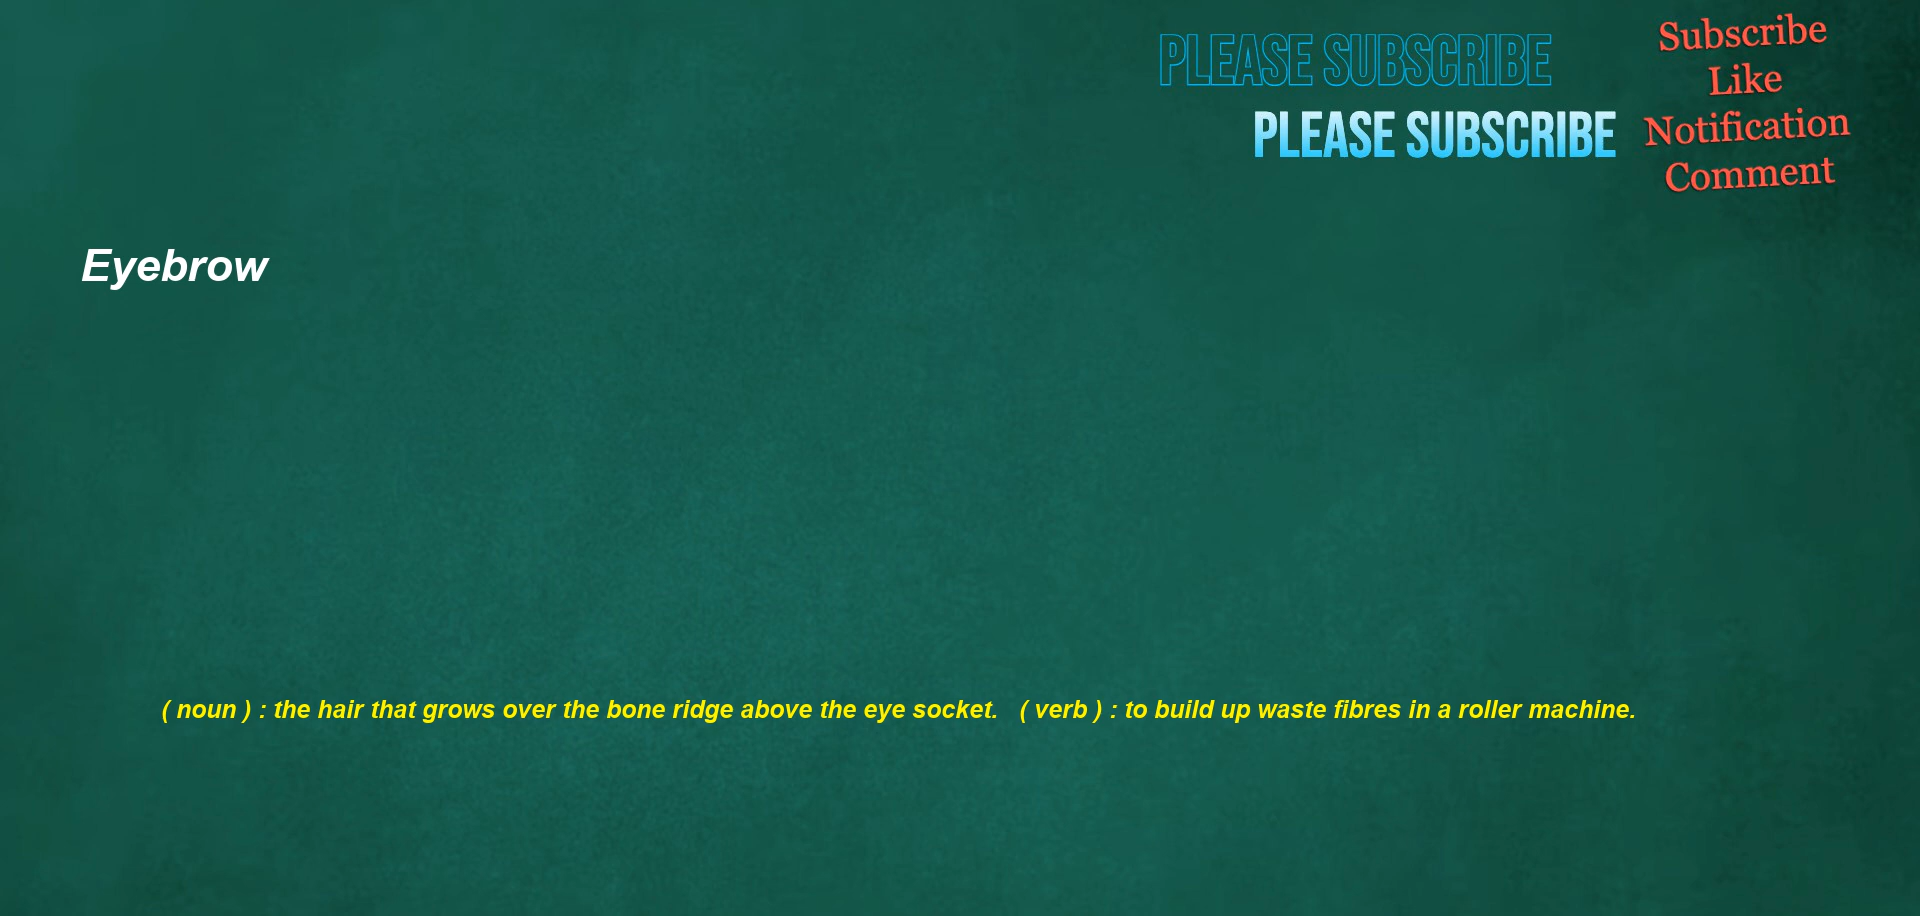 PLEASE SUBSCRIBE
PLEASE SUBSCRIBE
Subscribe
Like
Notification
Comment
Eyebrow
( noun ) : the hair that grows over the bone ridge above the eye socket.   ( verb ) : to build up waste fibres in a roller machine.